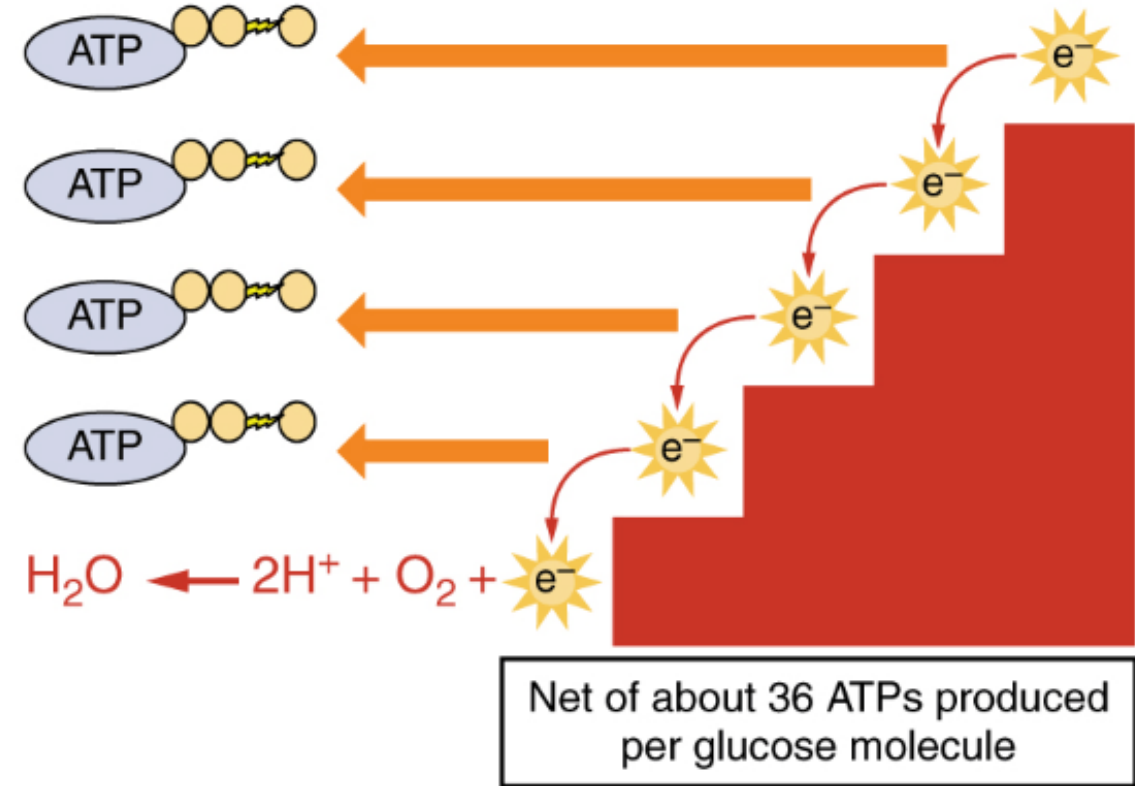 ATP e⁻
ATP e⁻
ATP e⁻
ATP e⁻
H₂O ← 2H⁺ + O₂ + e⁻
Net of about 36 ATPs produced
per glucose molecule